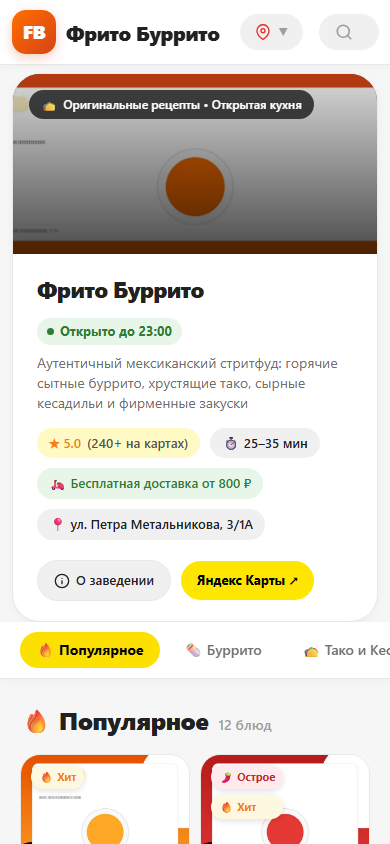 FB Фрито Буррито
Оригинальные рецепты • Открытая кухня
Фрито Буррито
Открыто до 23:00
Аутентичный мексиканский стритфуд: горячие
сытные буррито, хрустящие тако, сырные
кесадильи и фирменные закуски
5.0 (240+ на картах)
25–35 мин
Бесплатная доставка от 800 ₽
ул. Петра Метальникова, 3/1А
О заведении
Яндекс Карты ↗
Популярное
Буррито
Тако и Кес
Популярное 12 блюд
Хит
Острое
Хит